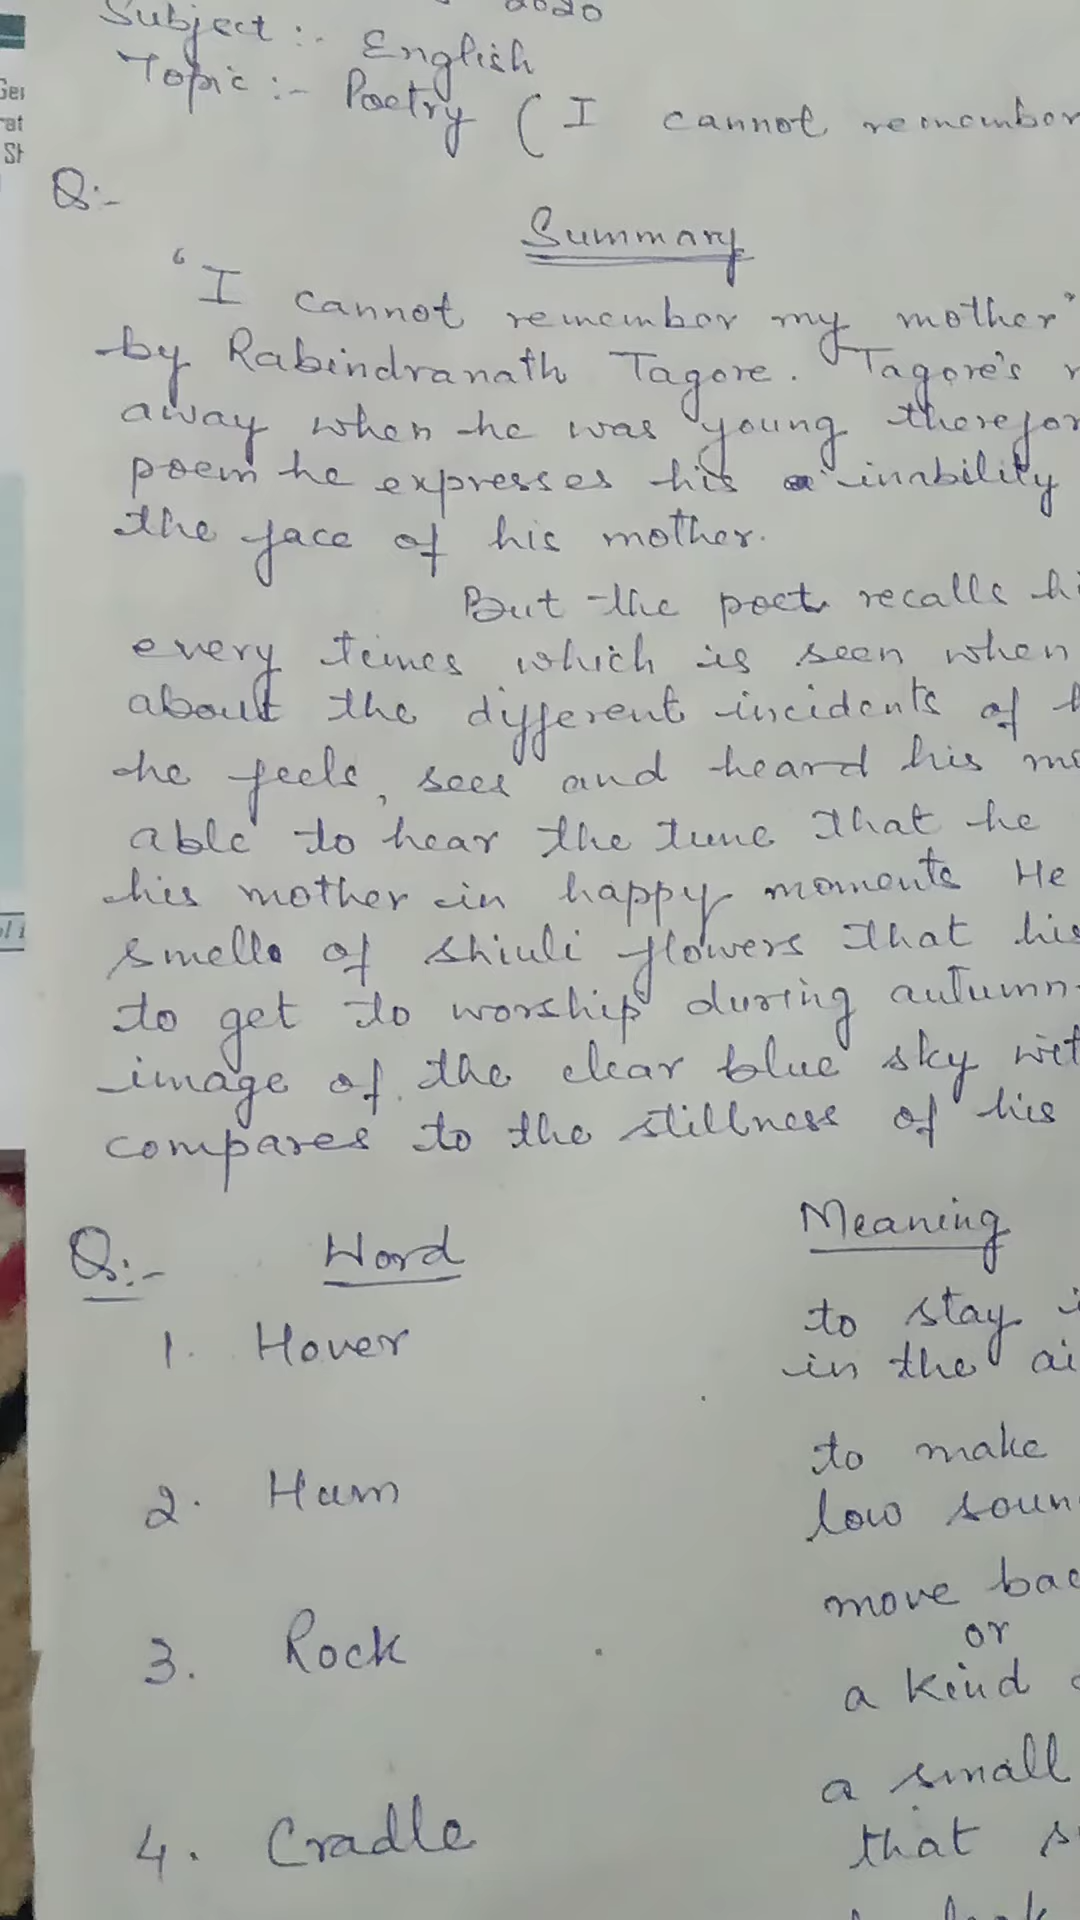 2020
Subject :- English
Topic :- Poetry ( I cannot remember
Q:-
Summary
'I cannot remember my mother'
by Rabindranath Tagore. Tagore's
away when he was young therefor
poem he expresses his inability
the face of his mother.
But the poet recalls hi
every times which is seen when
about the different incidents of h
he feels, sees and heard his mo
able to hear the tune that he
his mother in happy moments He
smells of shiuli flowers that his
to get to worship during autumn
image of the clear blue sky wit
compares to the stillness of his
Q:- Word Meaning
1. Hover to stay i
in the ai
2. Hum to make
low soun
3. Rock move bac
or
a kind
4. Cradle a small
that s